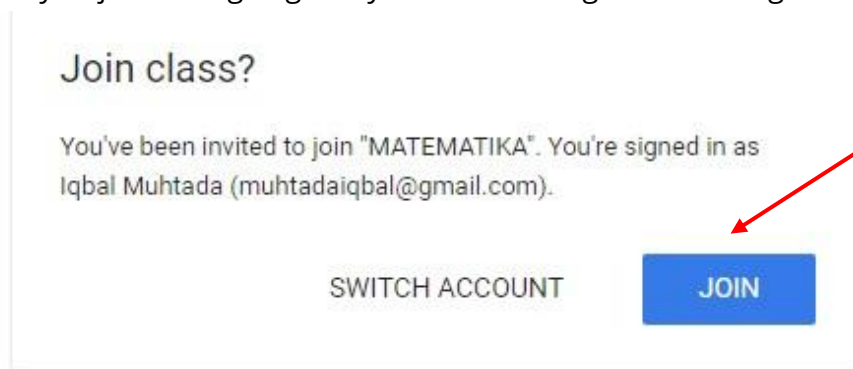 Join class?
You've been invited to join "MATEMATIKA". You're signed in as
Iqbal Muhtada (muhtadaiqbal@gmail.com).
SWITCH ACCOUNT JOIN